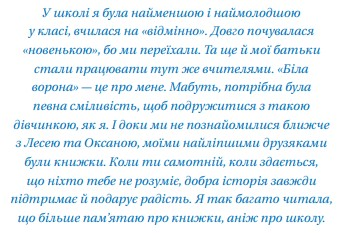 У школі я була найменшою і наймолодшою
у класі, вчилася на «відмінно». Довго почувалася
«новенькою», бо ми переїхали. Та ще й мої батьки
стали працювати тут же вчителями. «Біла
ворона» — це про мене. Мабуть, потрібна була
певна сміливість, щоб подружитися з такою
дівчинкою, як я. І доки ми не познайомилися ближче
з Лесею та Оксаною, моїми найліпшими друзяками
були книжки. Коли ти самотній, коли здається,
що ніхто тебе не розуміє, добра історія завжди
підтримає й подарує радість. Я так багато читала,
що більше пам’ятаю про книжки, аніж про школу.